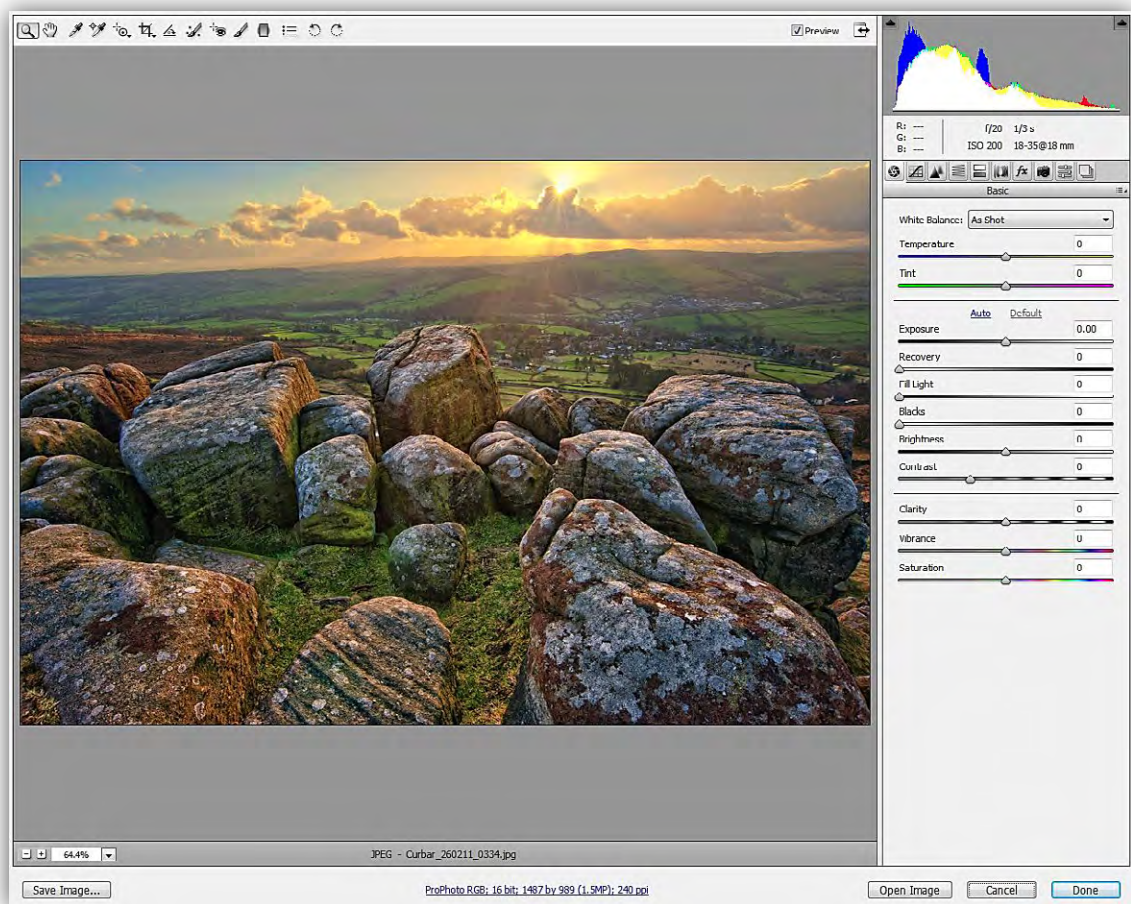 Preview
R: ---
G: ---
B: ---
f/20 1/3 s
ISO 200 18-35@18 mm
Basic
White Balance: As Shot
Temperature 0
Tint 0
Auto Default
Exposure 0.00
Recovery 0
Fill Light 0
Blacks 0
Brightness 0
Contrast 0
Clarity 0
Vibrance 0
Saturation 0
64.4%
JPEG - Curbar_260211_0334.jpg
Save Image...
ProPhoto RGB; 16 bit; 1487 by 989 (1.5MP); 240 ppi
Open Image
Cancel
Done